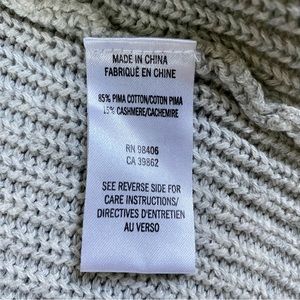 MADE IN CHINA
FABRIQUÉ EN CHINE
85% PIMA COTTON/COTON PIMA
15% CASHMERE/CACHEMIRE
RN 98406
CA 39862
SEE REVERSE SIDE FOR
CARE INSTRUCTIONS/
DIRECTIVES D'ENTRETIEN
AU VERSO